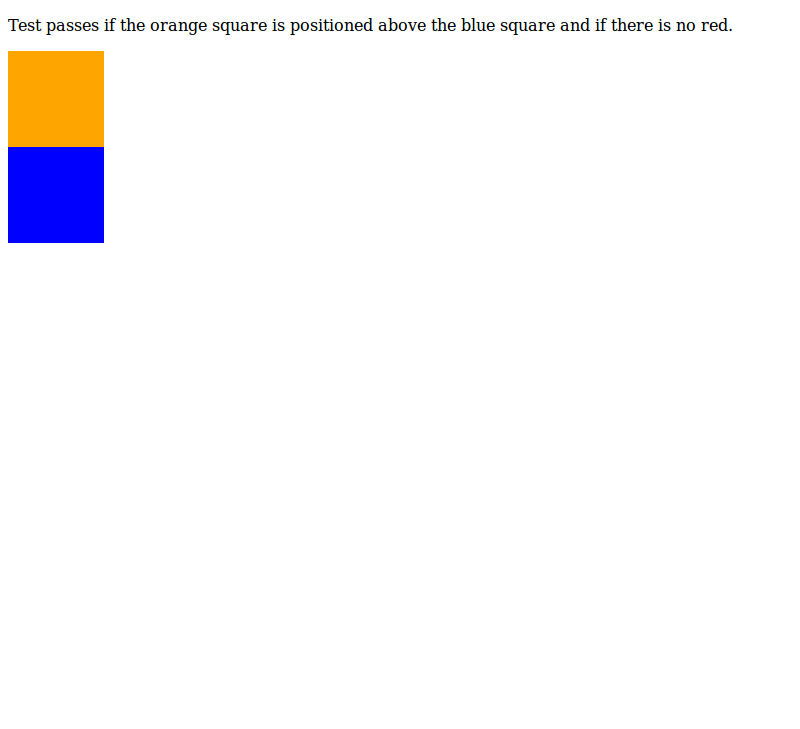 Test passes if the orange square is positioned above the blue square and if there is no red.